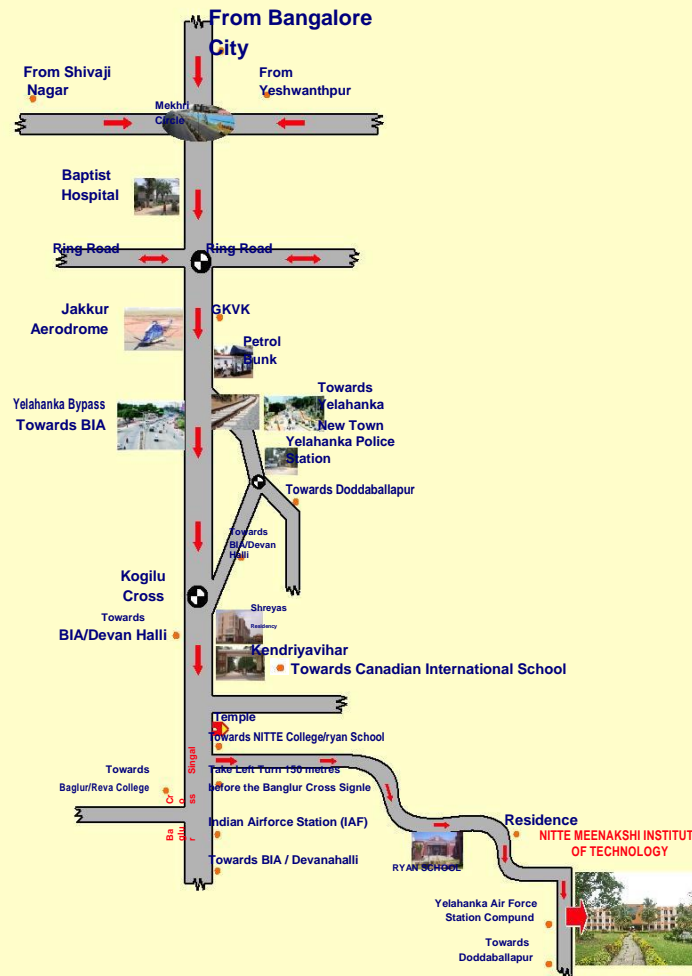 From Bangalore
City
From Shivaji
Nagar
From
Yeshwanthpur
Mekhri
Circle
Baptist
Hospital
Ring Road
Ring Road
Jakkur
Aerodrome
GKVK
Petrol
Bunk
Yelahanka Bypass
Towards BIA
Towards
Yelahanka
New Town
Yelahanka Police
Station
Towards Doddaballapur
Towards
BIA/Devan
Halli
Kogilu
Cross
Towards
BIA/Devan Halli
Shreyas
Residency
Kendriyavihar
Towards Canadian International School
Temple
Towards NITTE College/ryan School
Towards
Baglur/Reva College
Baglur
Cross
Singal
Take Left Turn 150 metres
before the Banglur Cross Signle
Indian Airforce Station (IAF)
Towards BIA / Devanahalli
RYAN SCHOOL
Residence
NITTE MEENAKSHI INSTITUT
OF TECHNOLOGY
Yelahanka Air Force
Station Compund
Towards
Doddaballapur